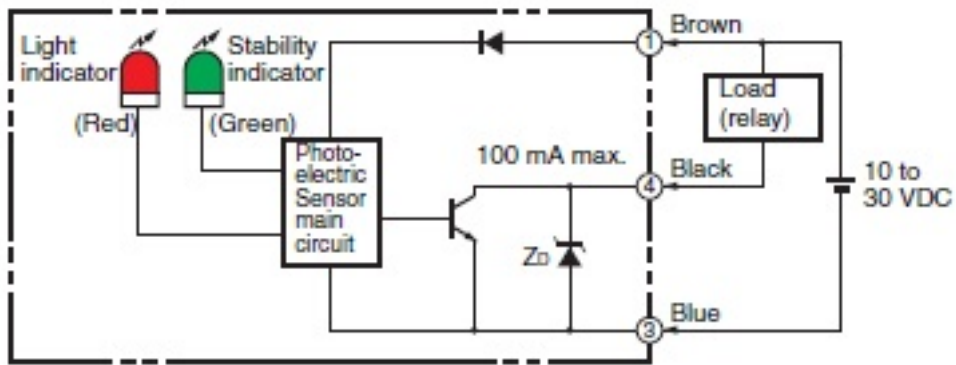 Light
indicator
(Red)
Stability
indicator
(Green)
Photo-
electric
Sensor
main
circuit
100 mA max.
ZD
1
Brown
Load
(relay)
4
Black
10 to
30 VDC
3
Blue